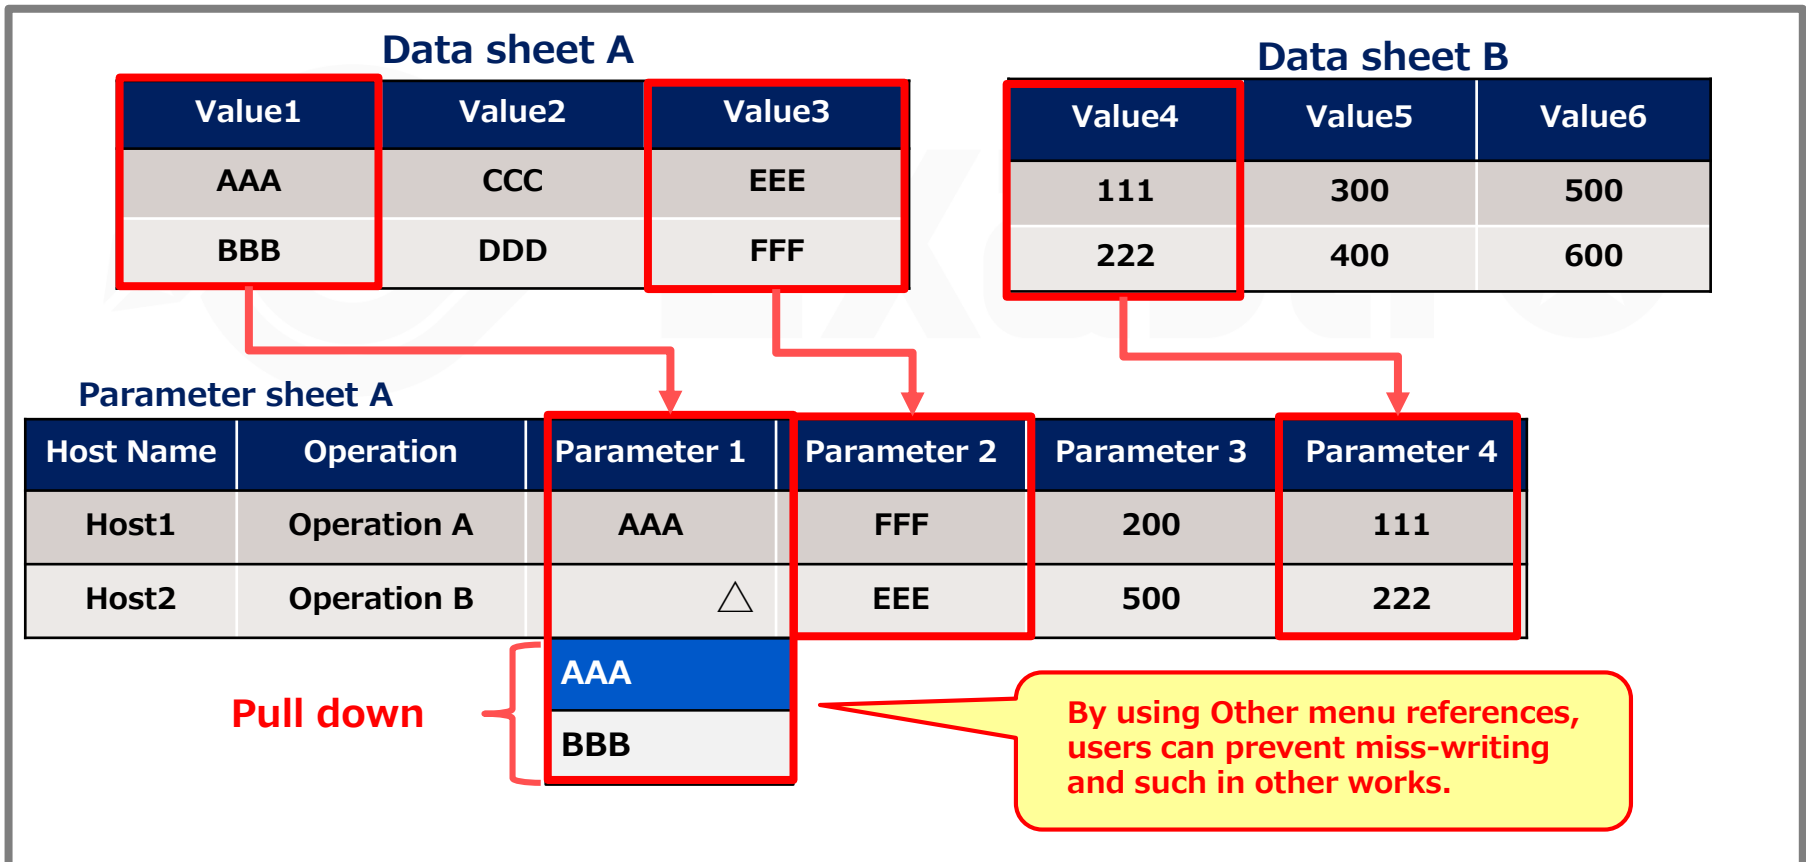 Data sheet A
Value1 Value2 Value3
AAA CCC EEE
BBB DDD FFF
Data sheet B
Value4 Value5 Value6
111 300 500
222 400 600
Parameter sheet A
Host Name Operation Parameter 1 Parameter 2 Parameter 3 Parameter 4
Host1 Operation A AAA FFF 200 111
Host2 Operation B △ EEE 500 222
AAA
BBB
Pull down
By using Other menu references,
users can prevent miss-writing
and such in other works.